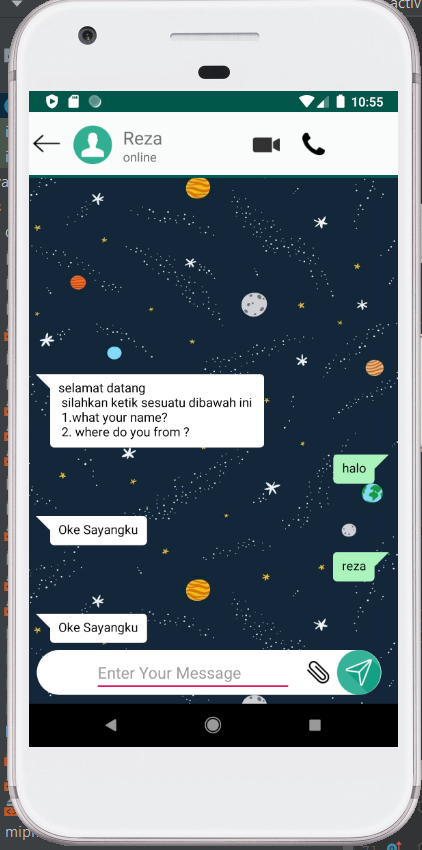 activ
10:55
Reza
online
selamat datang
silahkan ketik sesuatu dibawah ini
1.what your name?
2. where do you from ?
halo
Oke Sayangku
reza
Oke Sayangku
Enter Your Message